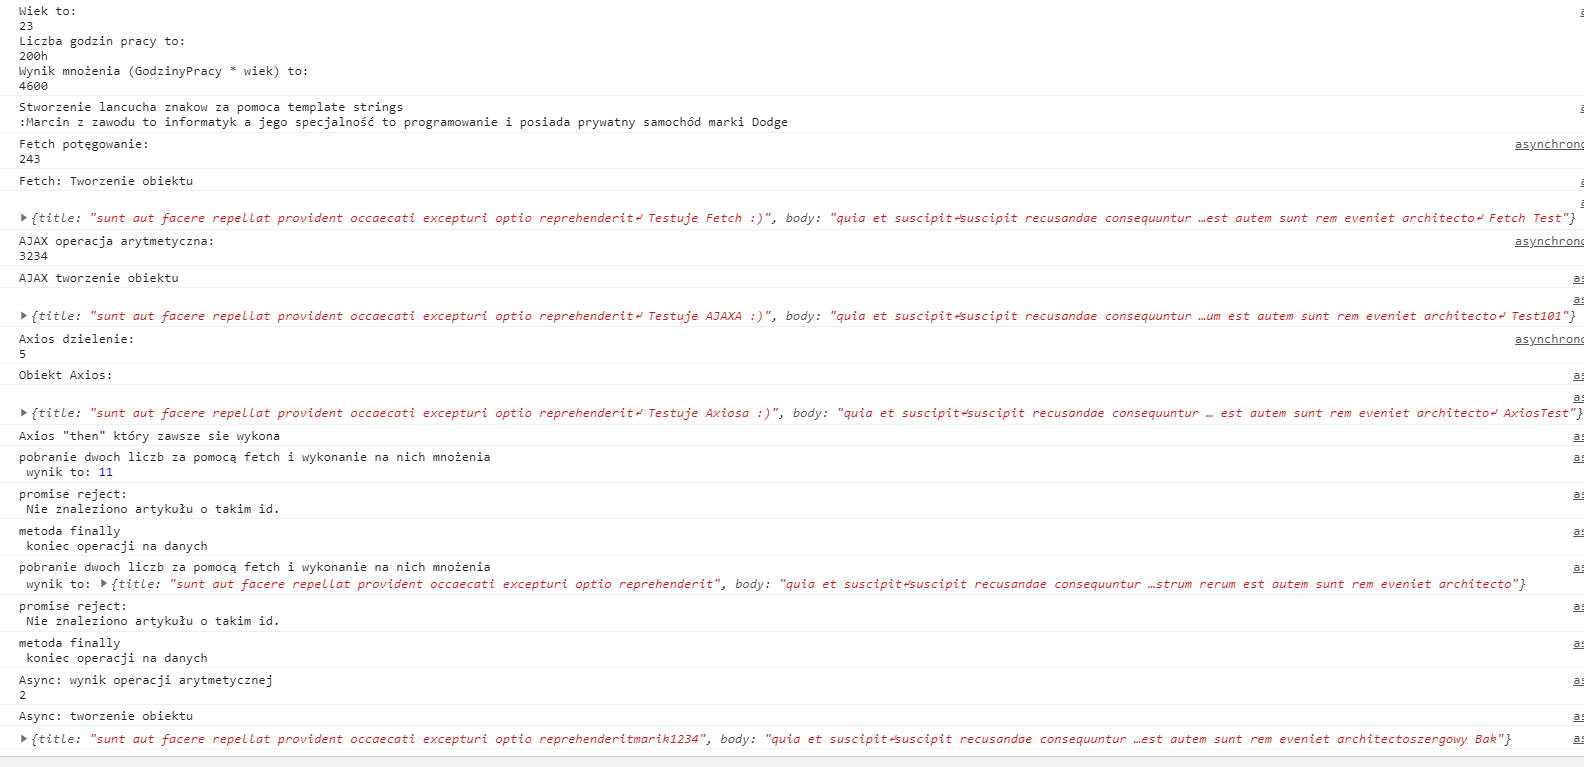 Wiek to:
23
Liczba godzin pracy to:
200h
Wynik mnożenia (GodzinyPracy * wiek) to:
4600
Stworzenie lancucha znakow za pomoca template strings
:Marcin z zawodu to informatyk a jego specjalność to programowanie i posiada prywatny samochód marki Dodge
Fetch potęgowanie:
243
Fetch: Tworzenie obiektu
{title: "sunt aut facere repellat provident occaecati excepturi optio reprehenderit↵ Testuje Fetch :)", body: "quia et suscipit↵suscipit recusandae consequuntur …est autem sunt rem eveniet architecto↵ Fetch Test"}
AJAX operacja arytmetyczna:
3234
AJAX tworzenie obiektu
{title: "sunt aut facere repellat provident occaecati excepturi optio reprehenderit↵ Testuje AJAXA :)", body: "quia et suscipit↵suscipit recusandae consequuntur …um est autem sunt rem eveniet architecto↵ Test101"}
Axios dzielenie:
5
Obiekt Axios:
{title: "sunt aut facere repellat provident occaecati excepturi optio reprehenderit↵ Testuje Axiosa :)", body: "quia et suscipit↵suscipit recusandae consequuntur … est autem sunt rem eveniet architecto↵ AxiosTest"}
Axios "then" który zawsze sie wykona
pobranie dwoch liczb za pomocą fetch i wykonanie na nich mnożenia
wynik to: 11
promise reject:
Nie znaleziono artykułu o takim id.
metoda finally
koniec operacji na danych
pobranie dwoch liczb za pomocą fetch i wykonanie na nich mnożenia
wynik to: {title: "sunt aut facere repellat provident occaecati excepturi optio reprehenderit", body: "quia et suscipit↵suscipit recusandae consequuntur …strum rerum est autem sunt rem eveniet architecto"}
promise reject:
Nie znaleziono artykułu o takim id.
metoda finally
koniec operacji na danych
Async: wynik operacji arytmetycznej
2
Async: tworzenie obiektu
{title: "sunt aut facere repellat provident occaecati excepturi optio reprehenderitmarik1234", body: "quia et suscipit↵suscipit recusandae consequuntur …est autem sunt rem eveniet architectoszergowy Bak"}